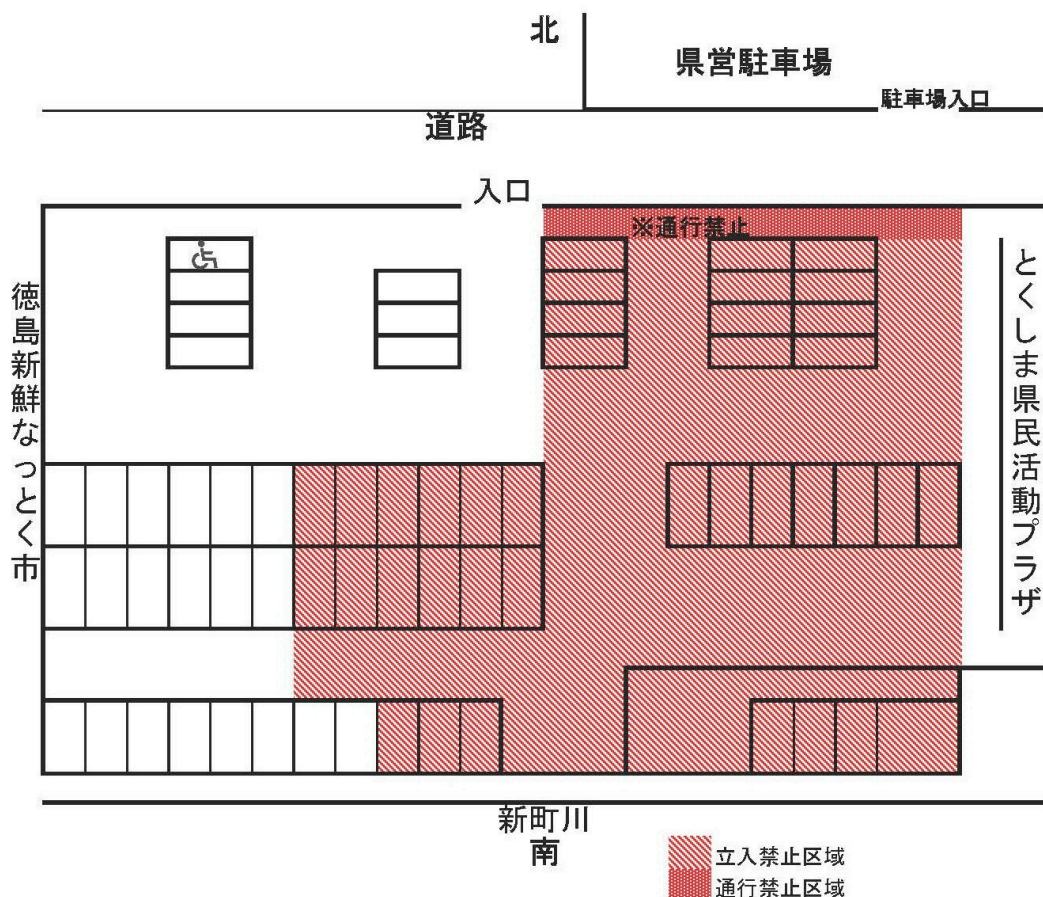 北
県営駐車場
駐車場入口
道路
入口
※通行禁止
徳島新鮮なっとく市
とくしま県民活動プラザ
新町川
南
立入禁止区域
通行禁止区域